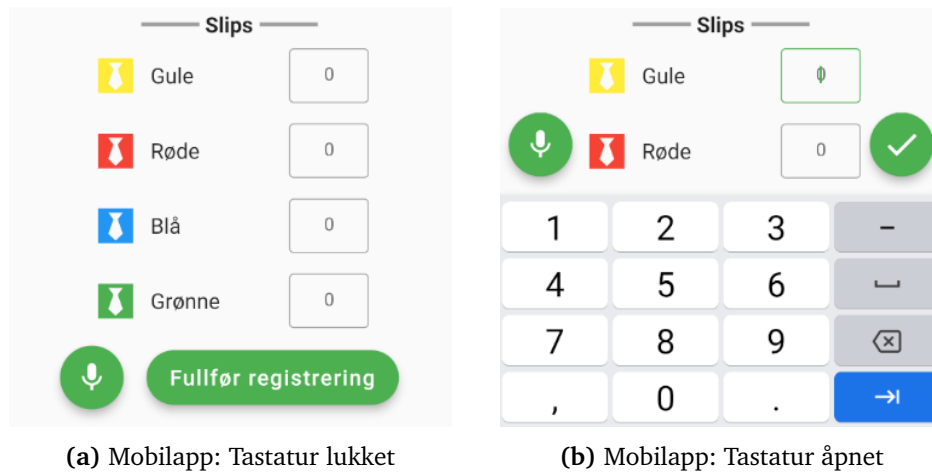 Slips
Gule 0
Røde 0
Blå 0
Grønne 0
Fullfør registrering
(a) Mobilapp: Tastatur lukket
Slips
Gule 0
Røde 0
1 2 3 -
4 5 6
7 8 9
, 0 .
(b) Mobilapp: Tastatur åpnet